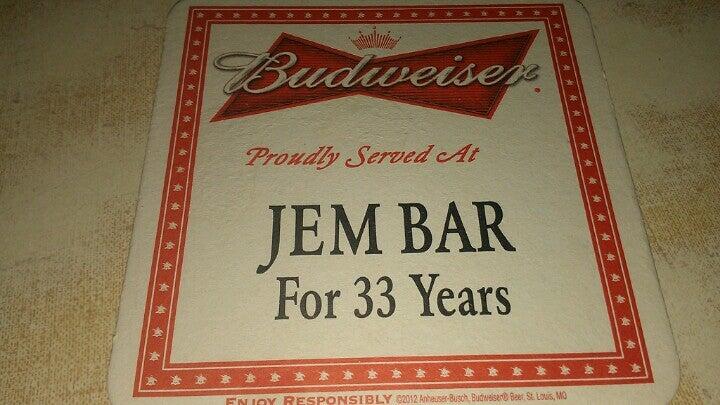 Budweiser.
Proudly Served At
JEM BAR
For 33 Years
ENJOY RESPONSIBLY ©2012 Anheuser-Busch, Budweiser® Beer, St. Louis, MO